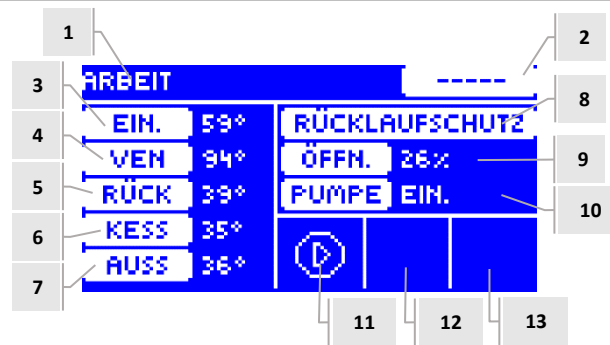 1
2
ARBEIT -----
3
EIN. 59°
RÜCKLAUFSCHUTZ
8
4
VEN 94°
ÖFFN. 26%
9
5
RÜCK 39°
PUMPE EIN.
10
6
KESS 35°
7
AUSS 36°
11
12
13